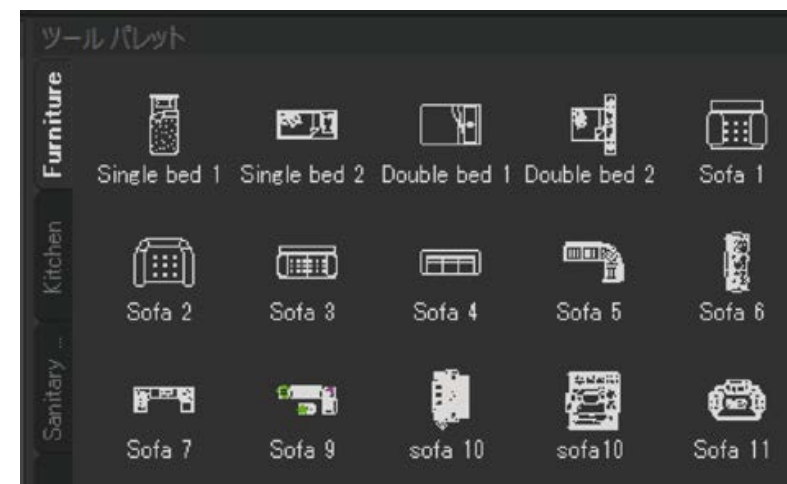 ツール パレット
Furniture
Single bed 1 Single bed 2 Double bed 1 Double bed 2 Sofa 1
Kitchen
Sofa 2 Sofa 3 Sofa 4 Sofa 5 Sofa 6
Sanitary ...
Sofa 7 Sofa 9 sofa 10 sofa10 Sofa 11